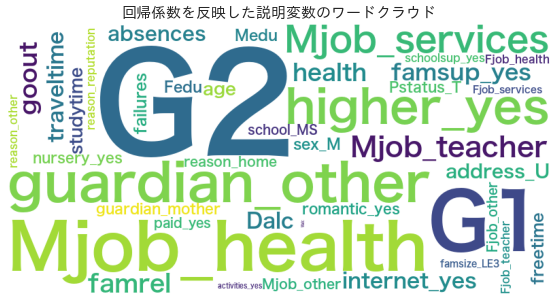 回帰係数を反映した説明変数のワードクラウド
absences
Medu
Mjob_services
goout
traveltime
studytime
reason_reputation
failures
G2
Fedu
age
health
schoolsup_yes
Fjob_health
famsup_yes
Pstatus_T
Fjob_services
higher_yes
reason_other
nursery_yes
school_MS
sex_M
Mjob_teacher
reason_home
address_U
guardian_other
guardian_mother
romantic_yes
paid_yes
Dalc
G1
Fjob_other
Fjob_teacher
freetime
Mjob_health
famsize_LE3
famrel
activities_yes
Mjob_other
internet_yes